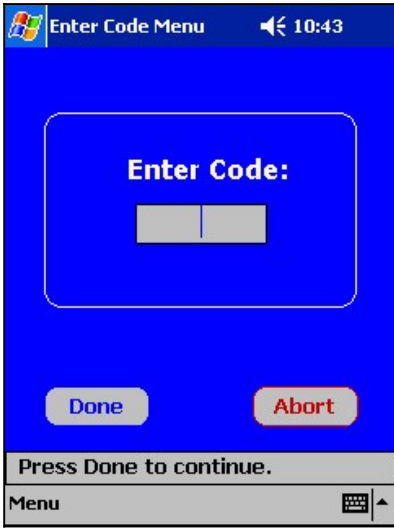 Enter Code Menu 10:43
Enter Code:
Done Abort
Press Done to continue.
Menu